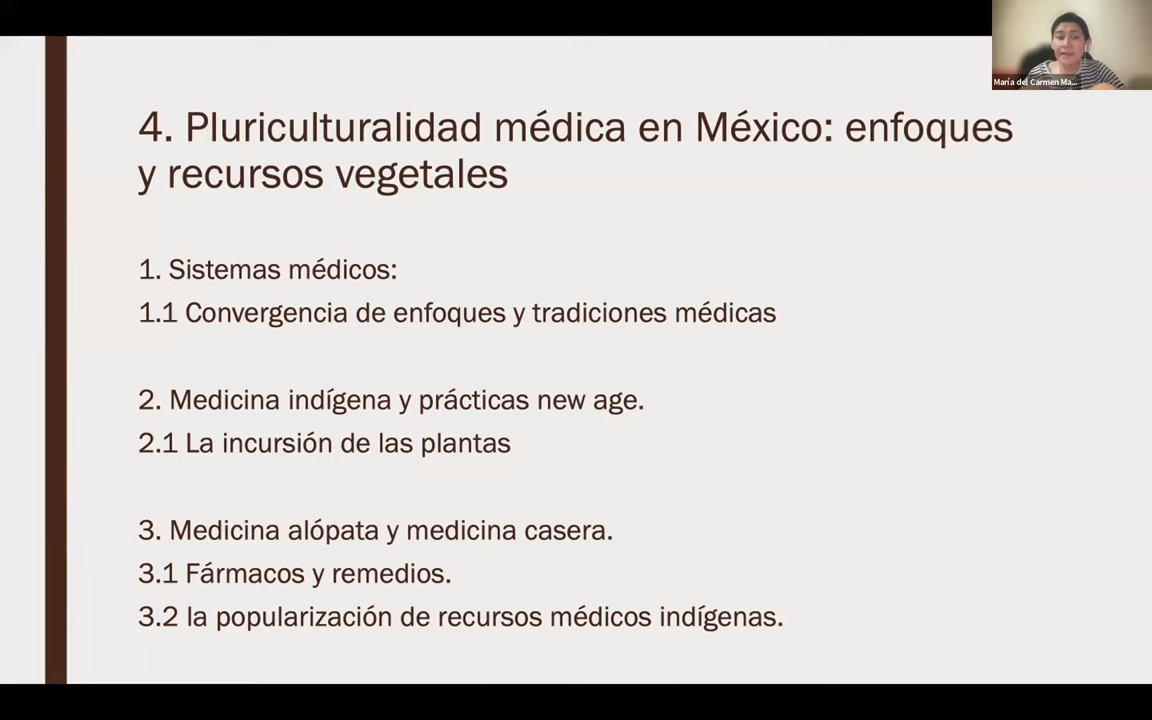 María del Carmen Ma...
4. Pluriculturalidad médica en México: enfoques
y recursos vegetales
1. Sistemas médicos:
1.1 Convergencia de enfoques y tradiciones médicas
2. Medicina indígena y prácticas new age.
2.1 La incursión de las plantas
3. Medicina alópata y medicina casera.
3.1 Fármacos y remedios.
3.2 la popularización de recursos médicos indígenas.